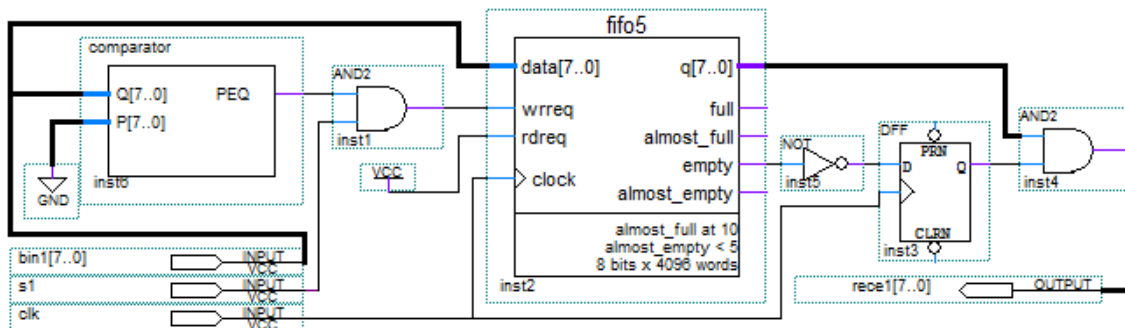 fifo5
comparator
Q[7..0] PEQ
P[7..0]
inst6
GND
AND2
inst1
VCC
data[7..0] q[7..0]
wrreq full
rdreq almost_full
empty
clock almost_empty
almost_full at 10
almost_empty < 5
8 bits x 4096 words
inst2
NOT
inst5
DFF
PRN
D Q
CLRN
inst3
AND2
inst4
bin1[7..0] INPUT
VCC
s1 INPUT
VCC
clk INPUT
VCC
rece1[7..0] OUTPUT